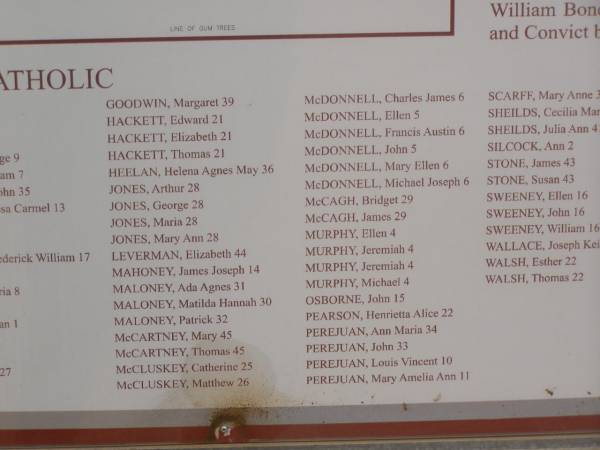 LINE OF GUM TREES
William Bond
and Convict b
ATHOLIC
ge 9
am 7
ohn 35
sa Carmel 13
ederick William 17
ria 8
an 1
27
GOODWIN, Margaret 39
HACKETT, Edward 21
HACKETT, Elizabeth 21
HACKETT, Thomas 21
HEELAN, Helena Agnes May 36
JONES, Arthur 28
JONES, George 28
JONES, Maria 28
JONES, Mary Ann 28
LEVERMAN, Elizabeth 44
MAHONEY, James Joseph 14
MALONEY, Ada Agnes 31
MALONEY, Matilda Hannah 30
MALONEY, Patrick 32
McCARTNEY, Mary 45
McCARTNEY, Thomas 45
McCLUSKEY, Catherine 25
McCLUSKEY, Matthew 26
McDONNELL, Charles James 6
McDONNELL, Ellen 5
McDONNELL, Francis Austin 6
McDONNELL, John 5
McDONNELL, Mary Ellen 6
McDONNELL, Michael Joseph 6
McCAGH, Bridget 29
McCAGH, James 29
MURPHY, Ellen 4
MURPHY, Jeremiah 4
MURPHY, Jeremiah 4
MURPHY, Michael 4
OSBORNE, John 15
PEARSON, Henrietta Alice 22
PEREJUAN, Ann Maria 34
PEREJUAN, John 33
PEREJUAN, Louis Vincent 10
PEREJUAN, Mary Amelia Ann 11
SCARFF, Mary Anne 3
SHEILDS, Cecilia Mar
SHEILDS, Julia Ann 41
SILCOCK, Ann 2
STONE, James 43
STONE, Susan 43
SWEENEY, Ellen 16
SWEENEY, John 16
SWEENEY, William 16
WALLACE, Joseph Kei
WALSH, Esther 22
WALSH, Thomas 22